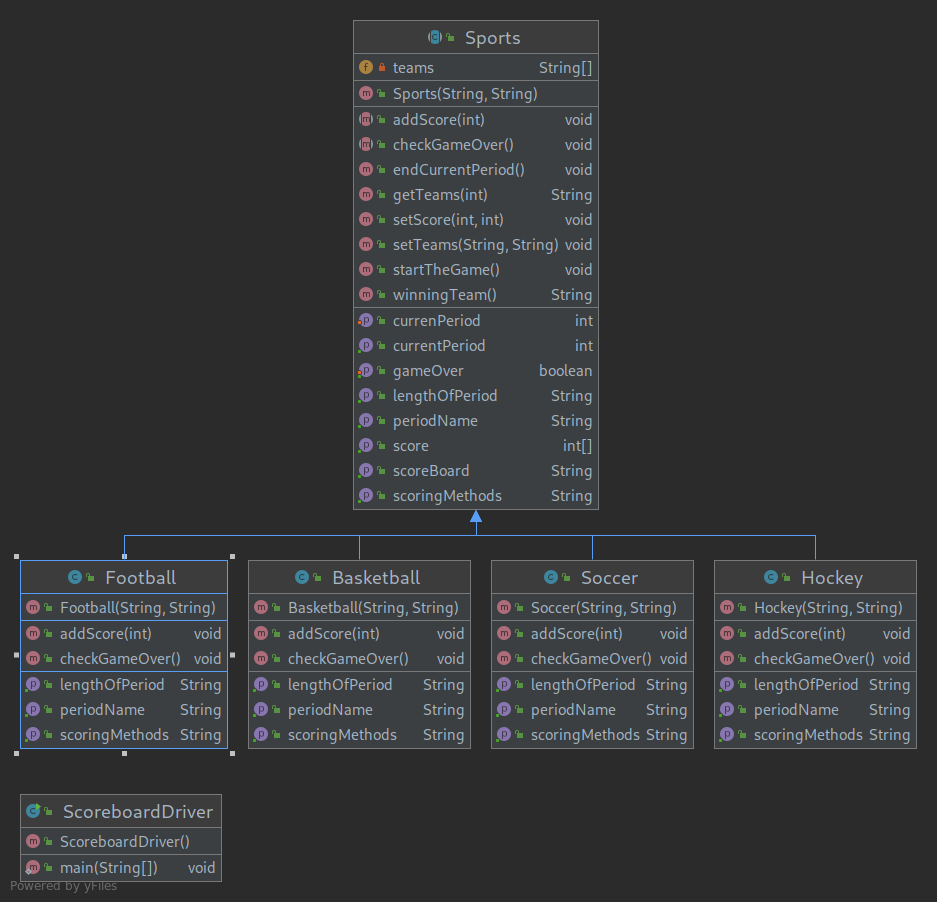 Sports
teams String[]
Sports(String, String)
addScore(int) void
checkGameOver() void
endCurrentPeriod() void
getTeams(int) String
setScore(int, int) void
setTeams(String, String) void
startTheGame() void
winningTeam() String
currenPeriod int
currentPeriod int
gameOver boolean
lengthOfPeriod String
periodName String
score int[]
scoreBoard String
scoringMethods String
Football
Football(String, String)
addScore(int) void
checkGameOver() void
lengthOfPeriod String
periodName String
scoringMethods String
Basketball
Basketball(String, String)
addScore(int) void
checkGameOver() void
lengthOfPeriod String
periodName String
scoringMethods String
Soccer
Soccer(String, String)
addScore(int) void
checkGameOver() void
lengthOfPeriod String
periodName String
scoringMethods String
Hockey
Hockey(String, String)
addScore(int) void
checkGameOver() void
lengthOfPeriod String
periodName String
scoringMethods String
ScoreboardDriver
ScoreboardDriver()
main(String[]) void
Powered by yFiles